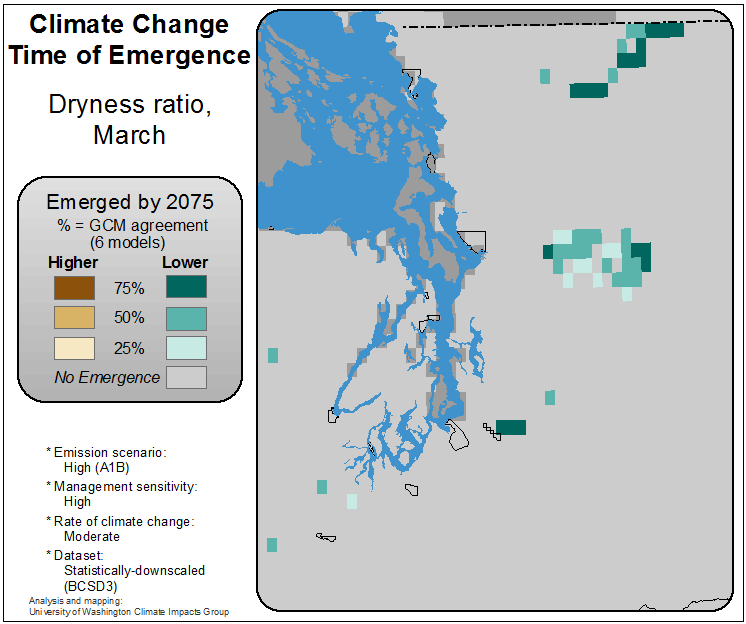 Climate Change
Time of Emergence
Dryness ratio,
March
Emerged by 2075
% = GCM agreement
(6 models)
Higher Lower
75%
50%
25%
No Emergence
* Emission scenario:
High (A1B)
* Management sensitivity:
High
* Rate of climate change:
Moderate
* Dataset:
Statistically-downscaled
(BCSD3)
Analysis and mapping:
University of Washington Climate Impacts Group